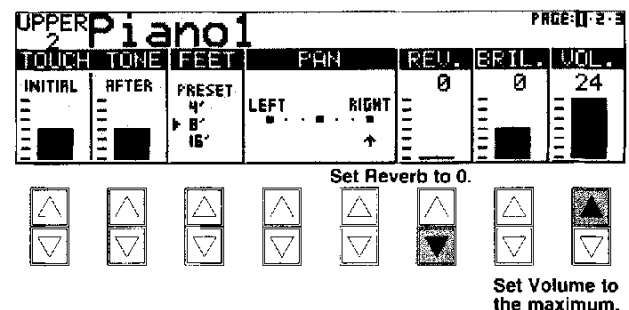 UPPER 2 Piano1 PAGE:1·2·3
TOUCH TONE FEET PAN REV. BRIL. VOL.
INITIAL AFTER PRESET 0 0 24
4'
LEFT RIGHT
8'
16'
Set Reverb to 0.
Set Volume to
the maximum.